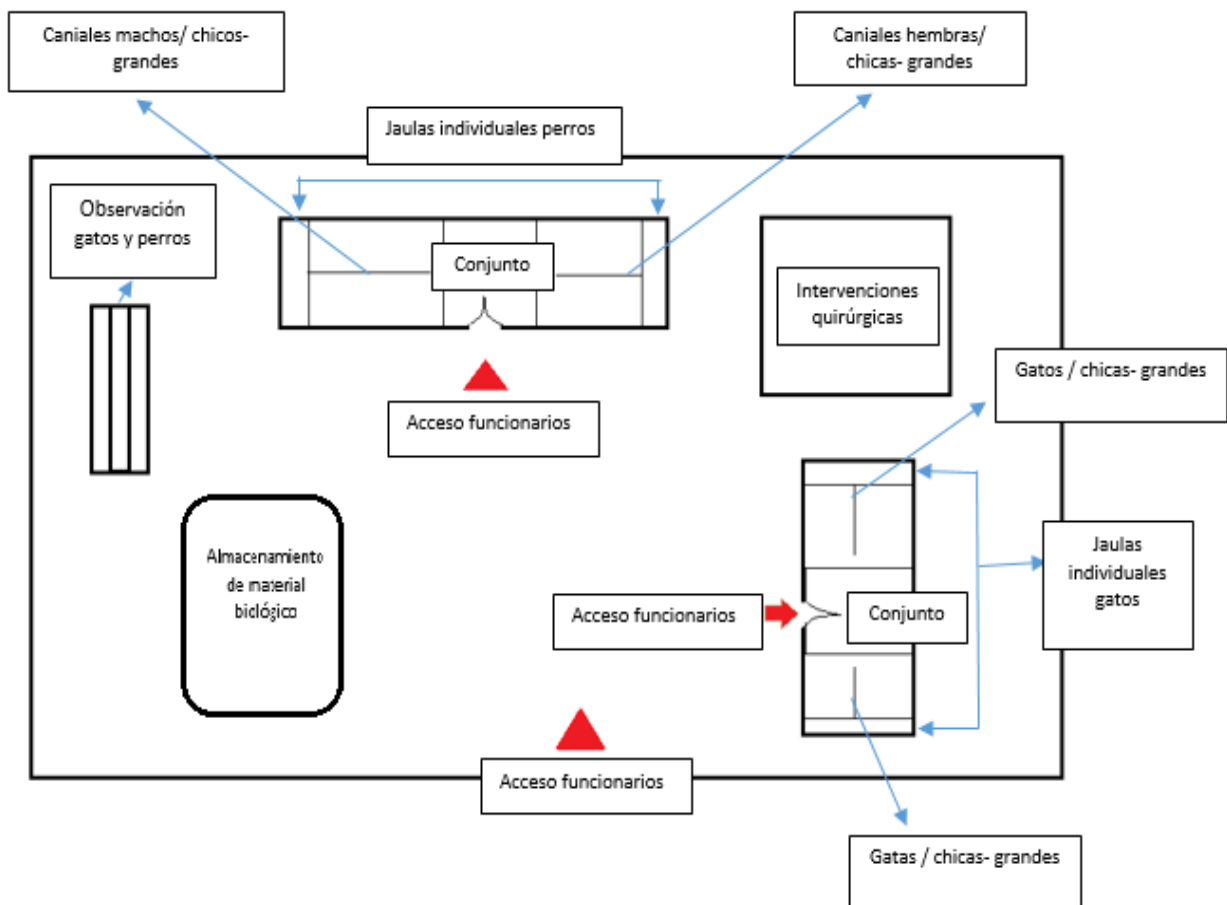 Caniales machos/ chicos-
grandes
Caniales hembras/
chicas- grandes
Jaulas individuales perros
Observación
gatos y perros
Conjunto
Intervenciones
quirúrgicas
Gatos / chicas- grandes
Acceso funcionarios
Almacenamiento
de material
biológico
Jaulas
individuales
gatos
Acceso funcionarios
Conjunto
Acceso funcionarios
Gatas / chicas- grandes